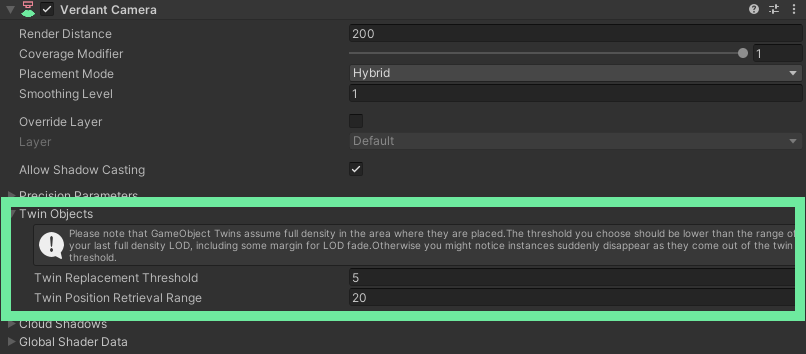 Verdant Camera
Render Distance 200
Coverage Modifier 1
Placement Mode Hybrid
Smoothing Level 1
Override Layer
Layer Default
Allow Shadow Casting
Precision Parameters
Twin Objects
Please note that GameObject Twins assume full density in the area where they are placed.The threshold you choose should be lower than the range of
your last full density LOD, including some margin for LOD fade.Otherwise you might notice instances suddenly disappear as they come out of the twin
threshold.
Twin Replacement Threshold 5
Twin Position Retrieval Range 20
Cloud Shadows
Global Shader Data